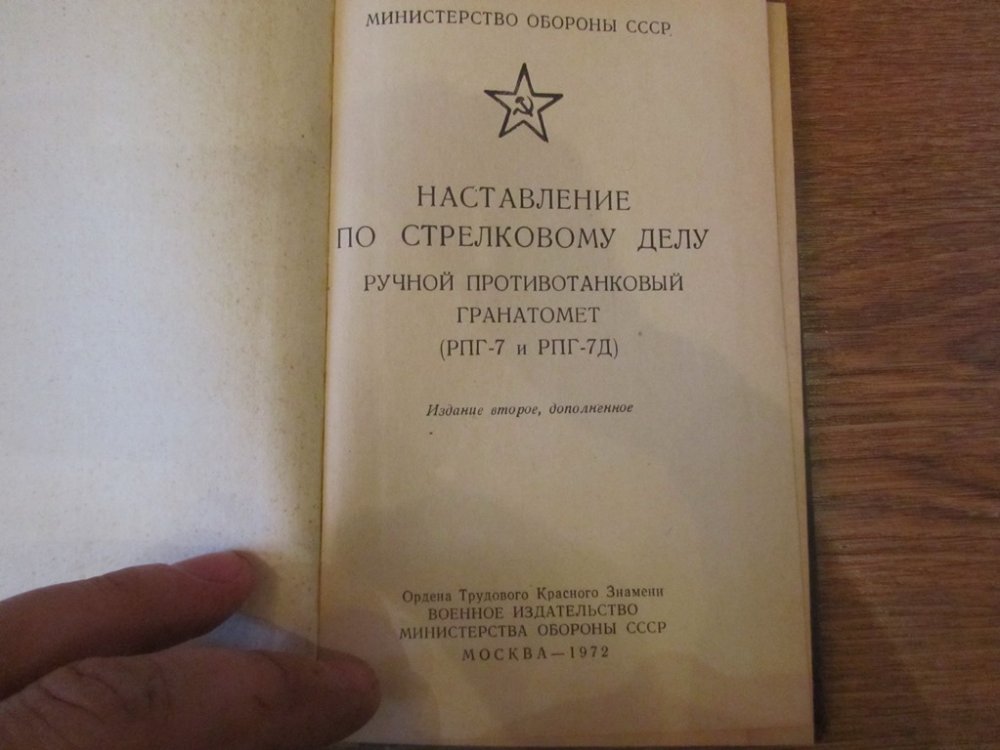 МИНИСТЕРСТВО ОБОРОНЫ СССР
НАСТАВЛЕНИЕ
ПО СТРЕЛКОВОМУ ДЕЛУ
РУЧНОЙ ПРОТИВОТАНКОВЫЙ
ГРАНАТОМЕТ
(РПГ-7 и РПГ-7Д)
Издание второе, дополненное
Ордена Трудового Красного Знамени
ВОЕННОЕ ИЗДАТЕЛЬСТВО
МИНИСТЕРСТВА ОБОРОНЫ СССР
МОСКВА—1972